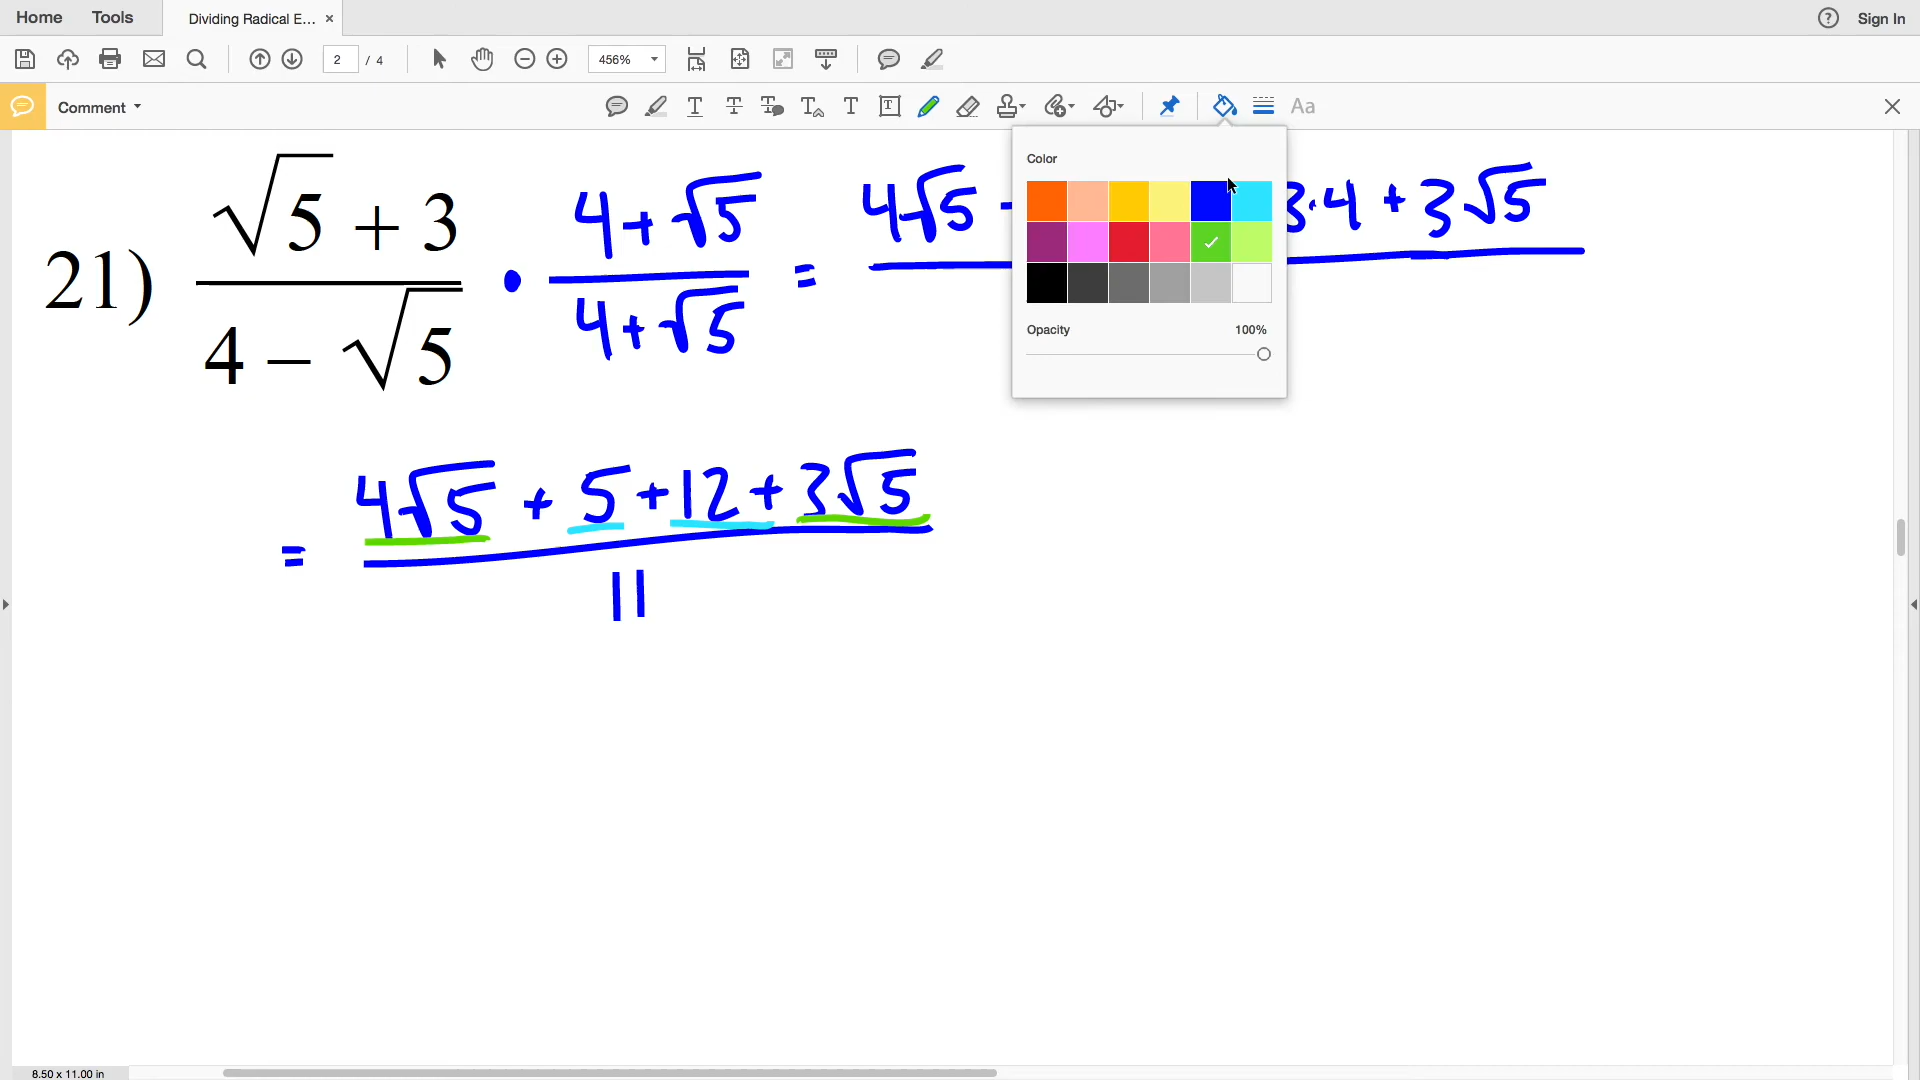 Home Tools Dividing Radical E... × ? Sign In
2 / 4 456%
Comment Aa
Color
Opacity 100%
21) (√5 + 3)/(4 − √5) · (4 + √5)/(4 + √5) = 4√5 3·4 + 3√5
= (4√5 + 5 + 12 + 3√5)/11
8.50 x 11.00 in